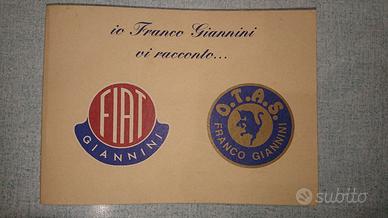 io Franco Giannini
vi racconto...
FIAT
GIANNINI
O.T.A.S.
FRANCO GIANNINI
subito